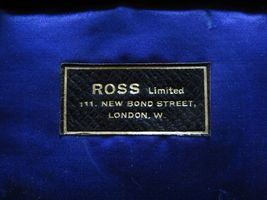 ROSS Limited
111. NEW BOND STREET,
LONDON. W.